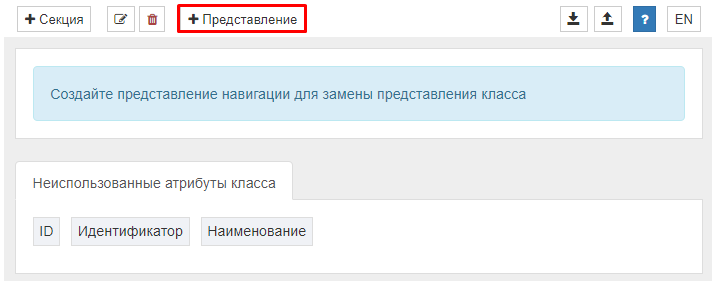 + Секция
+ Представление
?
EN
Создайте представление навигации для замены представления класса
Неиспользованные атрибуты класса
ID
Идентификатор
Наименование